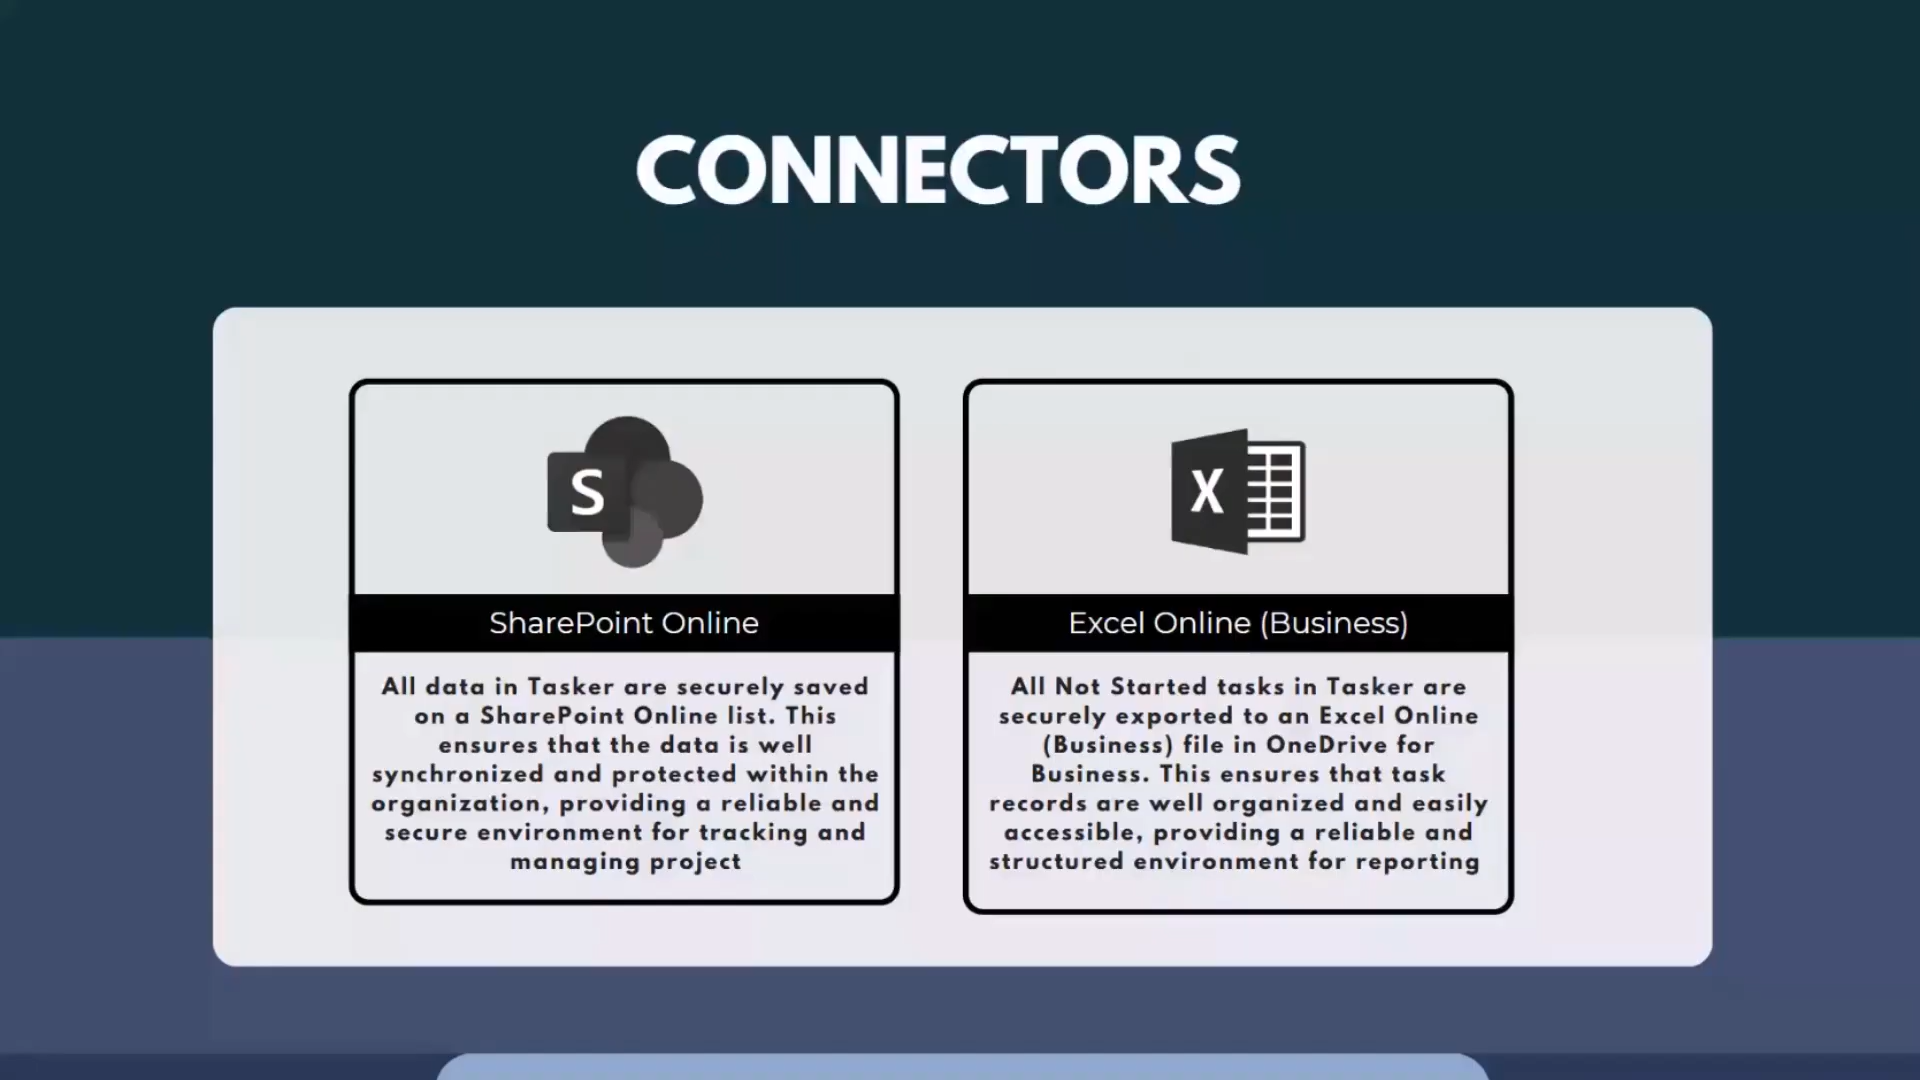 CONNECTORS
S
X
SharePoint Online
Excel Online (Business)
All data in Tasker are securely saved
on a SharePoint Online list. This
ensures that the data is well
synchronized and protected within the
organization, providing a reliable and
secure environment for tracking and
managing project
All Not Started tasks in Tasker are
securely exported to an Excel Online
(Business) file in OneDrive for
Business. This ensures that task
records are well organized and easily
accessible, providing a reliable and
structured environment for reporting